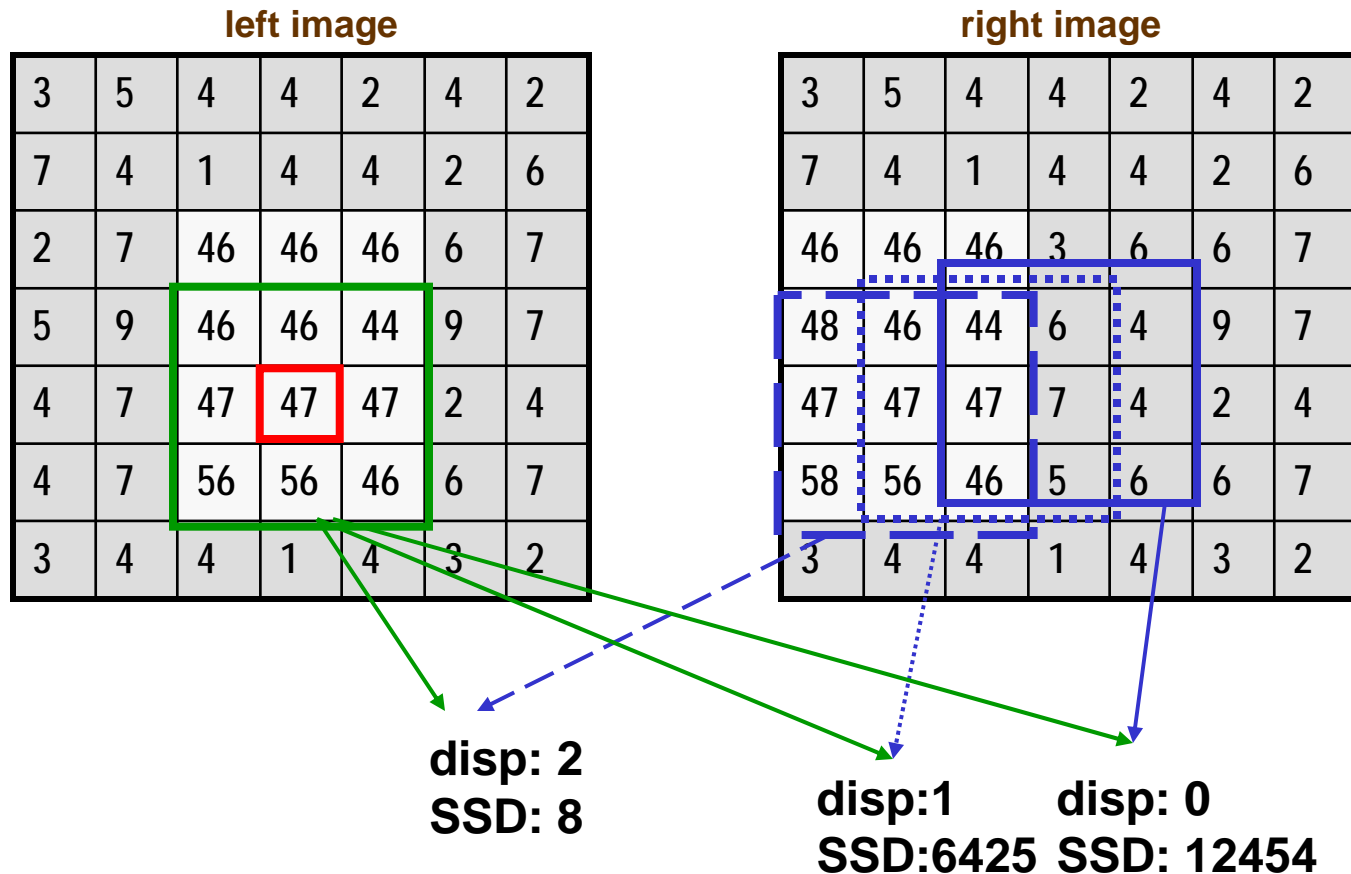 left image
right image
3 5 4 4 2 4 2
7 4 1 4 4 2 6
2 7 46 46 46 6 7
5 9 46 46 44 9 7
4 7 47 47 47 2 4
4 7 56 56 46 6 7
3 4 4 1 4 3 2
3 5 4 4 2 4 2
7 4 1 4 4 2 6
46 46 46 3 6 6 7
48 46 44 6 4 9 7
47 47 47 7 4 2 4
58 56 46 5 6 6 7
3 4 4 1 4 3 2
disp: 2
SSD: 8
disp:1
SSD:6425
disp: 0
SSD: 12454